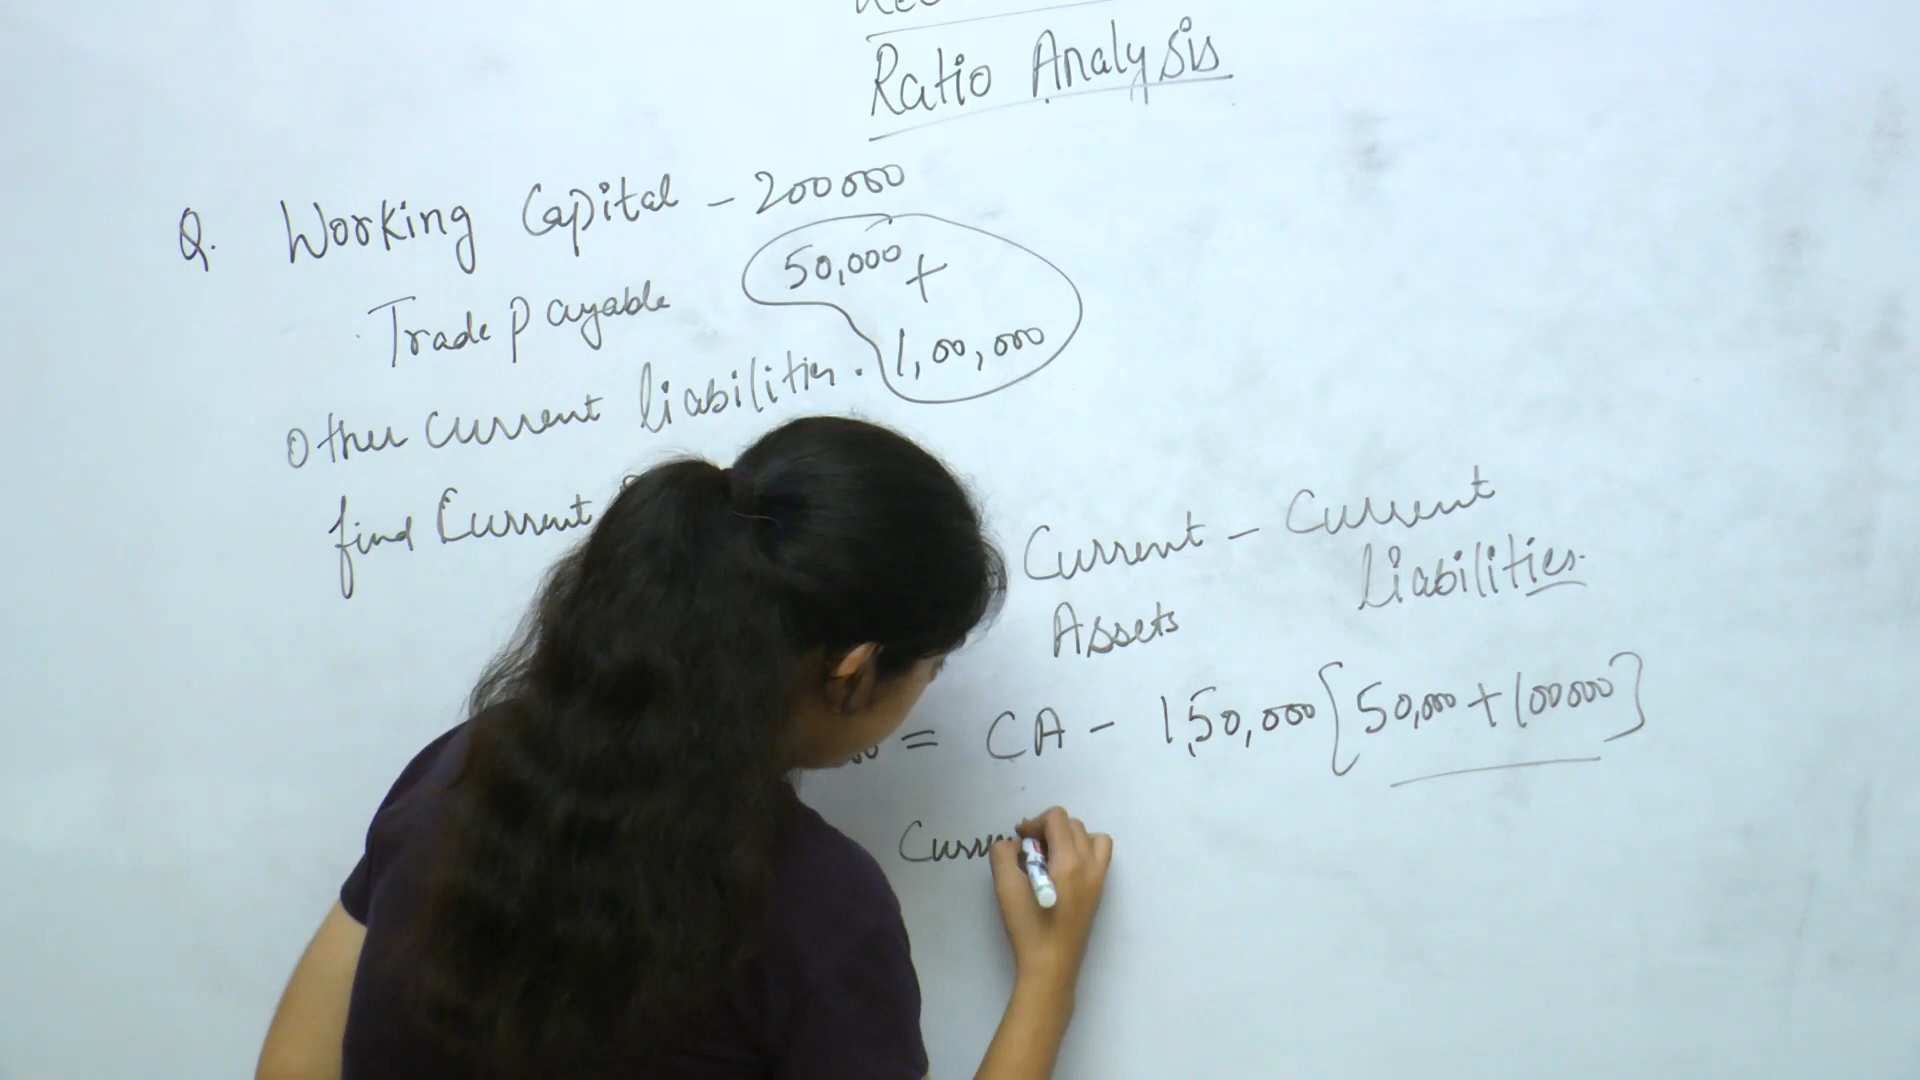 Ratio Analysis
Q. Working Capital - 200000
Trade Payable 50,000 +
Other current liabilities. 1,00,000
find Current
Current - Current
Assets Liabilities.
= CA - 1,50,000 [50,000 + 100000]